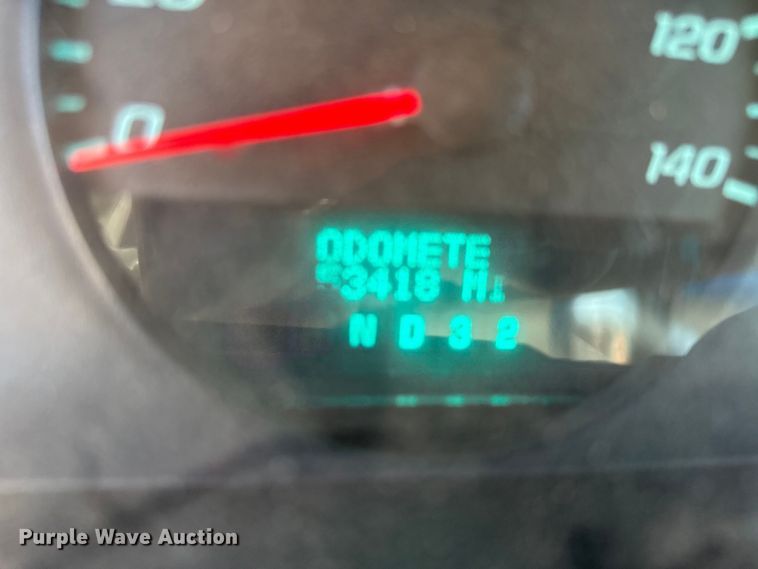 120
0
140
ODOMETE
3418 Mi
N D 3 2
Purple Wave Auction